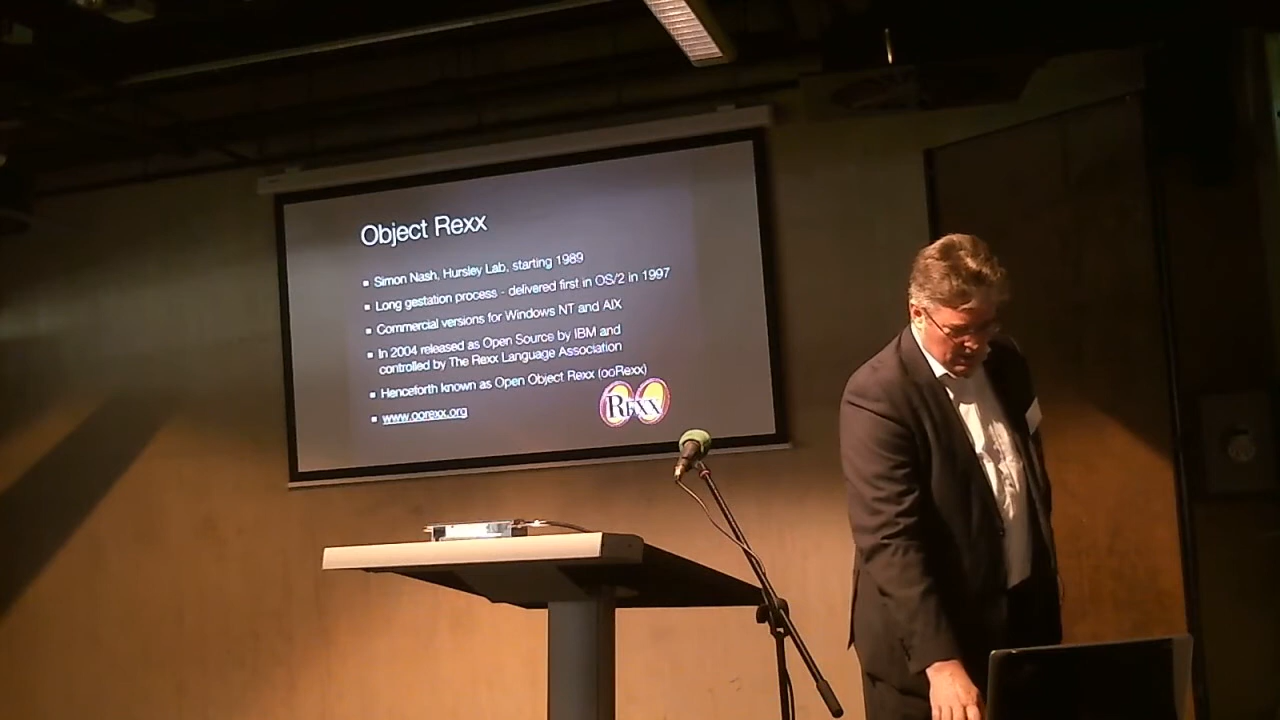 Object Rexx
Simon Nash, Hursley Lab, starting 1989
Long gestation process - delivered first in OS/2 in 1997
Commercial versions for Windows NT and AIX
In 2004 released as Open Source by IBM and
controlled by The Rexx Language Association
Henceforth known as Open Object Rexx (ooRexx)
www.oorexx.org
Rexx